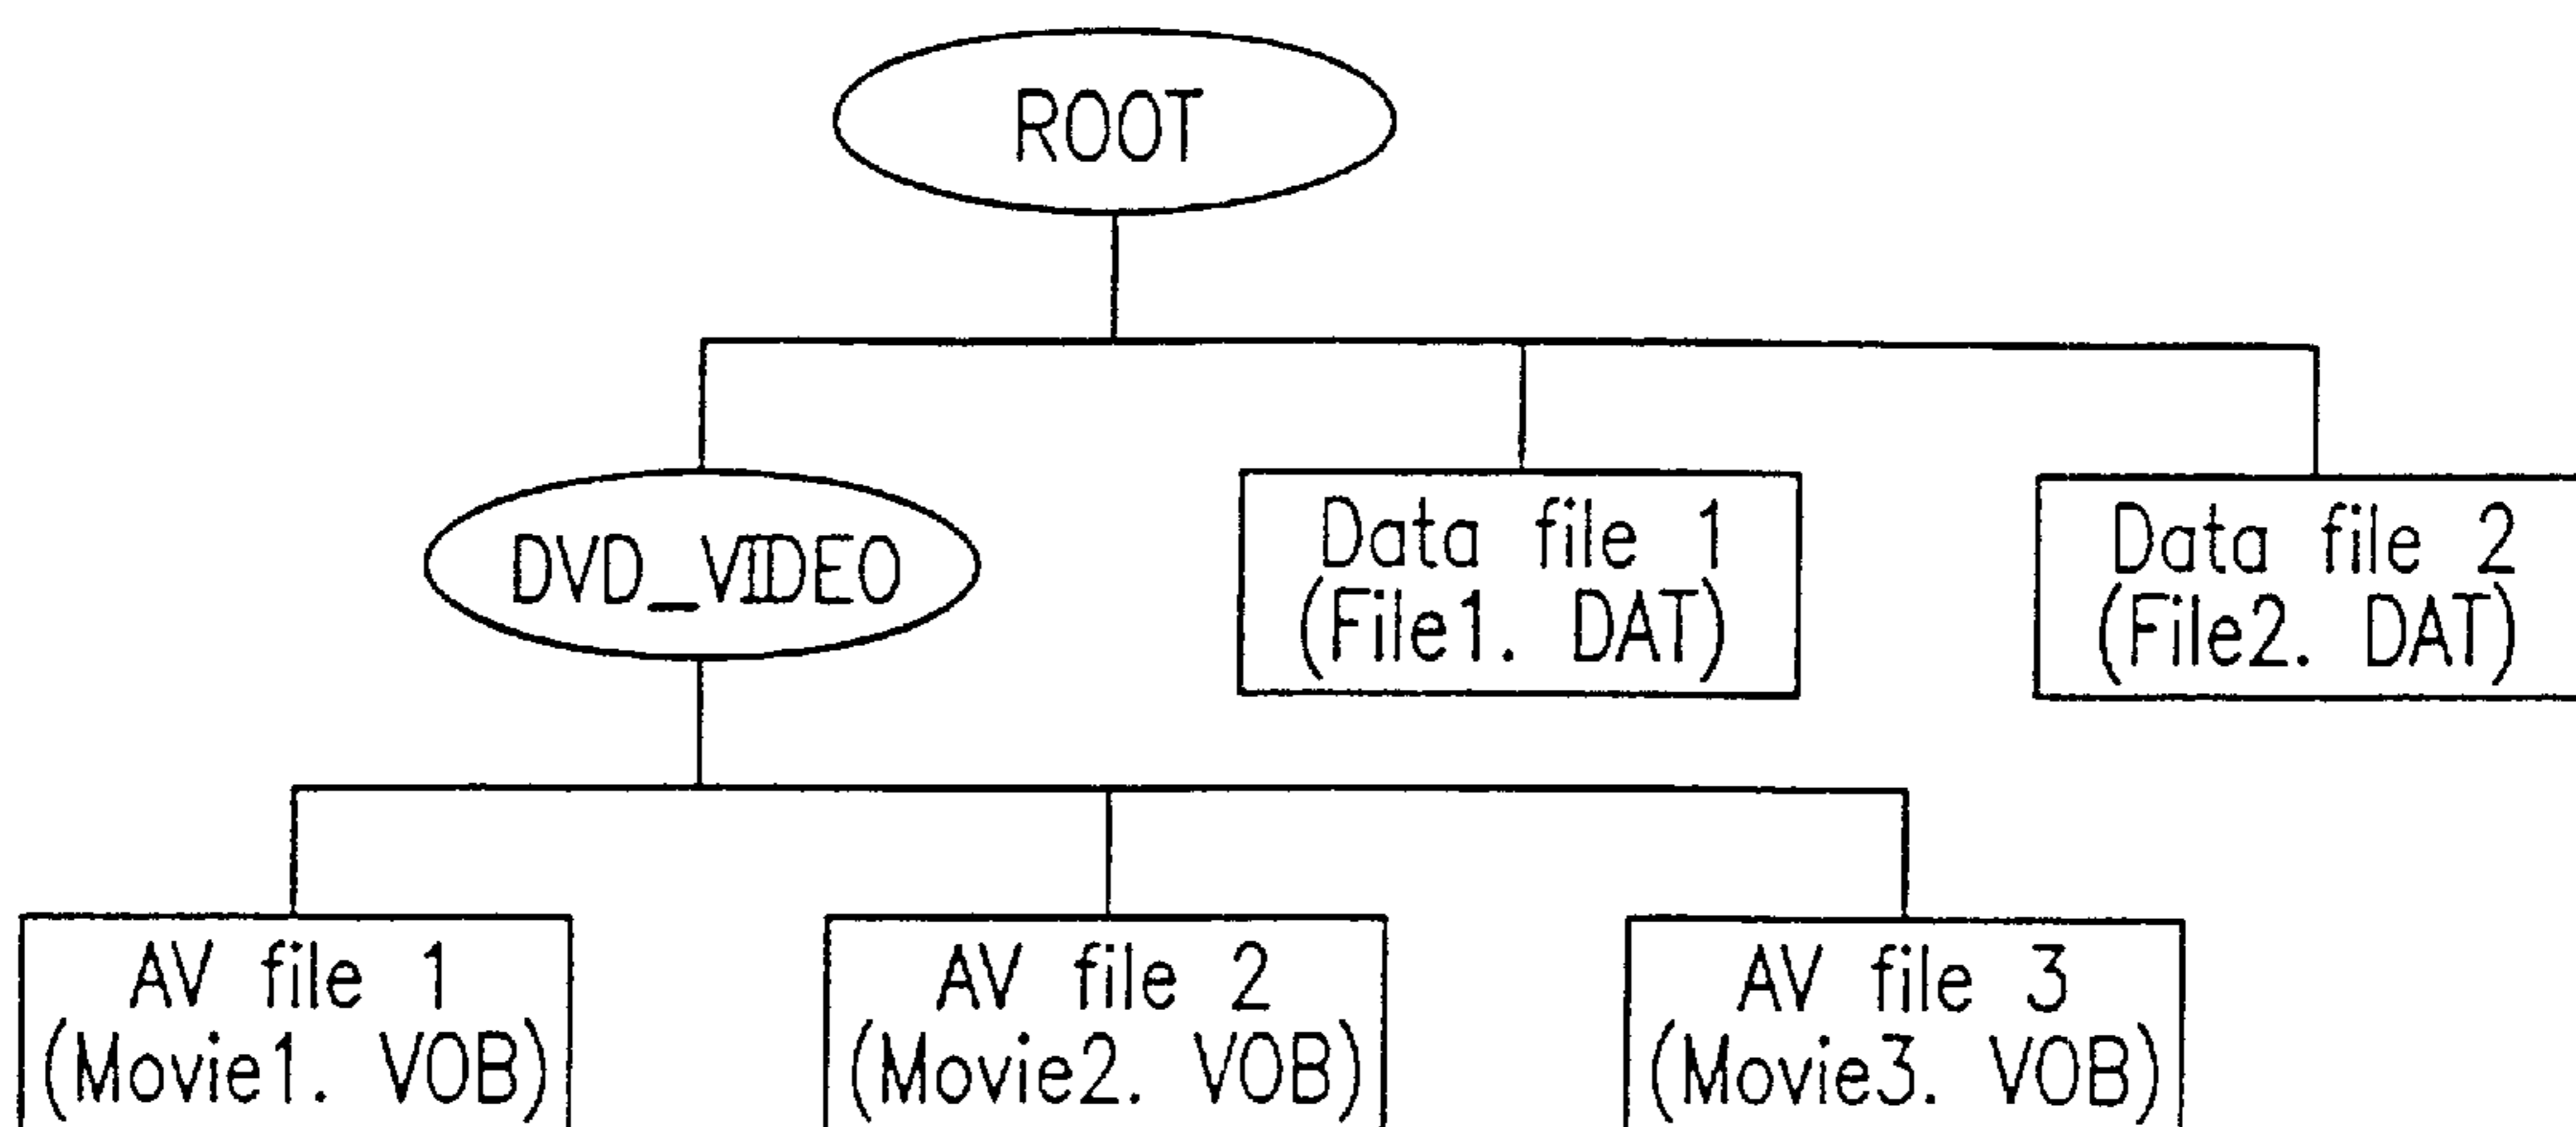 ROOT
DVD_VIDEO
Data file 1
(File1. DAT)
Data file 2
(File2. DAT)
AV file 1
(Movie1. VOB)
AV file 2
(Movie2. VOB)
AV file 3
(Movie3. VOB)